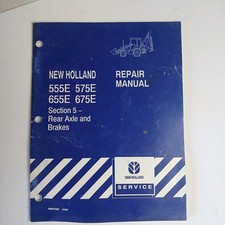 NEW HOLLAND
555E 575E
655E 675E
Section 5 –
Rear Axle and
Brakes
REPAIR
MANUAL
NEW HOLLAND
SERVICE